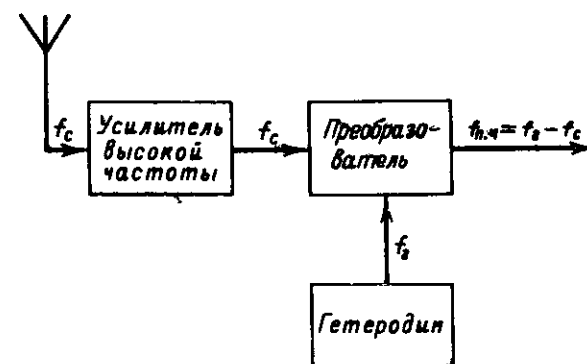 f_c
Усилитель
высокой
частоты
f_c
Преобразо-
ватель
f_п.ч = f_г - f_c
f_г
Гетеродин